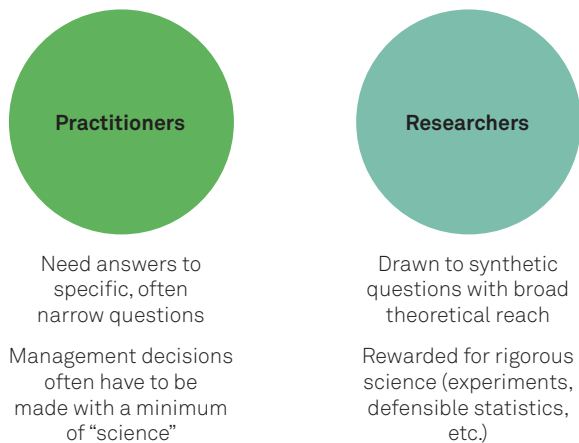 Practitioners
Need answers to
specific, often
narrow questions
Management decisions
often have to be
made with a minimum
of “science”
Researchers
Drawn to synthetic
questions with broad
theoretical reach
Rewarded for rigorous
science (experiments,
defensible statistics,
etc.)